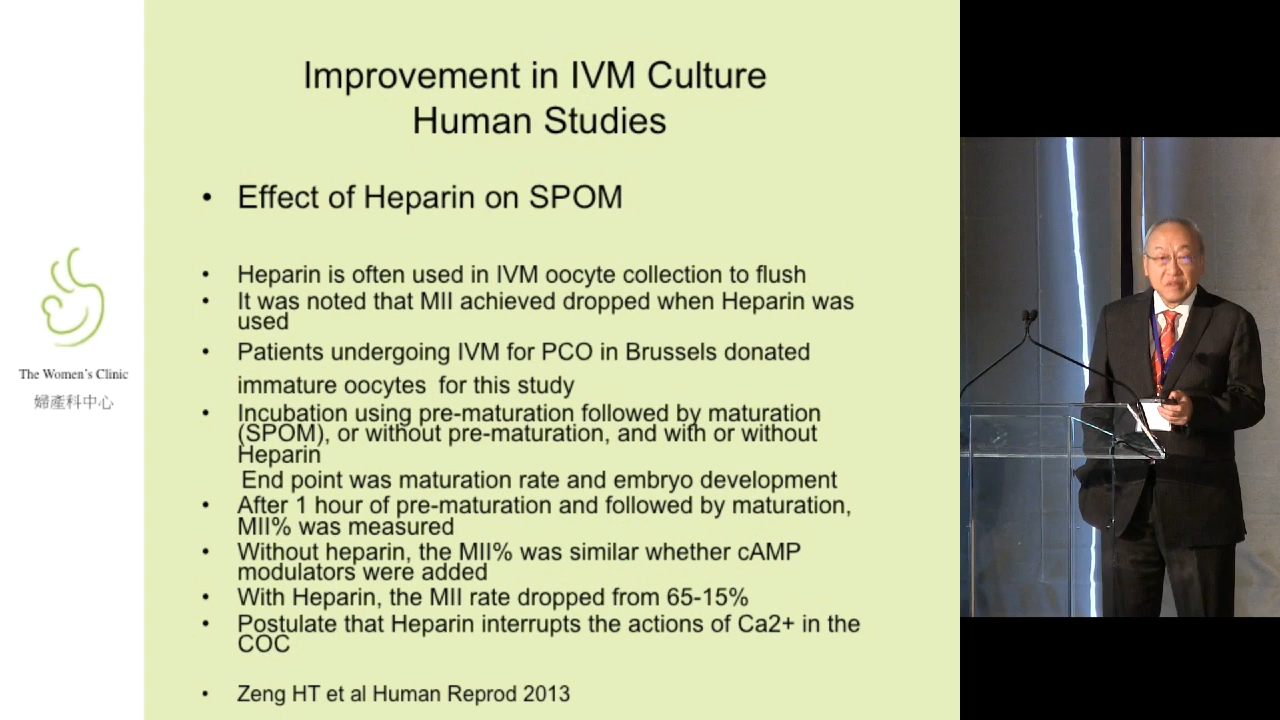 Improvement in IVM Culture
Human Studies
• Effect of Heparin on SPOM
• Heparin is often used in IVM oocyte collection to flush
• It was noted that MII achieved dropped when Heparin was
used
• Patients undergoing IVM for PCO in Brussels donated
immature oocytes for this study
• Incubation using pre-maturation followed by maturation
(SPOM), or without pre-maturation, and with or without
Heparin
End point was maturation rate and embryo development
• After 1 hour of pre-maturation and followed by maturation,
MII% was measured
• Without heparin, the MII% was similar whether cAMP
modulators were added
• With Heparin, the MII rate dropped from 65-15%
• Postulate that Heparin interrupts the actions of Ca2+ in the
COC
• Zeng HT et al Human Reprod 2013
The Women's Clinic
婦產科中心